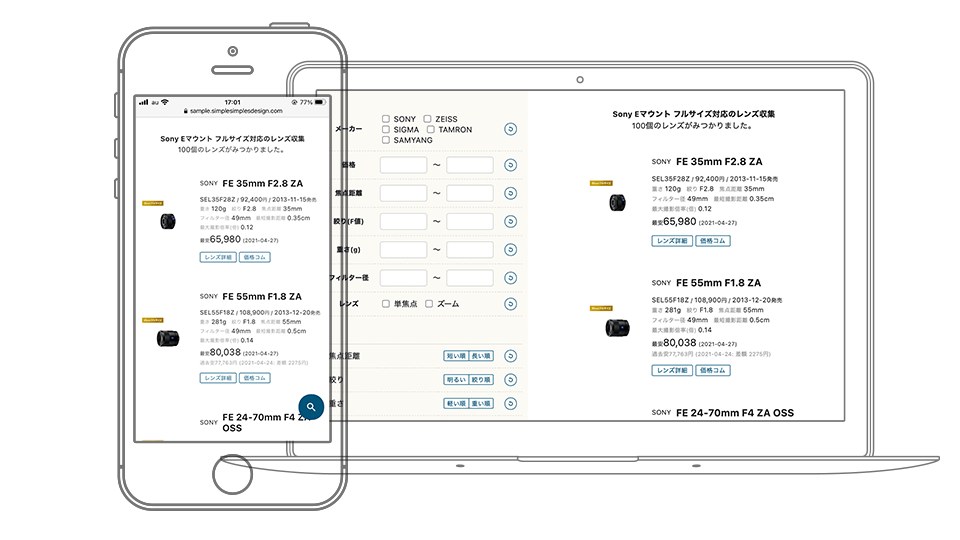 au
17:01
77%
sample.simplesimplesdesign.com
Sony Eマウント フルサイズ対応のレンズ収集
100個のレンズがみつかりました。
SONY FE 35mm F2.8 ZA
SEL35F28Z / 92,400円 / 2013-11-15発売
重さ 120g 絞り F2.8 焦点距離 35mm
フィルター径 49mm 最短撮影距離 0.35cm
最大撮影倍率(倍) 0.12
最安65,980 (2021-04-27)
レンズ詳細 価格コム
SONY FE 55mm F1.8 ZA
SEL55F18Z / 108,900円 / 2013-12-20発売
重さ 281g 絞り F1.8 焦点距離 55mm
フィルター径 49mm 最短撮影距離 0.5cm
最大撮影倍率(倍) 0.14
最安80,038 (2021-04-27)
過去安77,763円 (2021-04-24: 差額 2275円)
レンズ詳細 価格コム
SONY FE 24-70mm F4 ZA
OSS
メーカー
SONY ZEISS
SIGMA TAMRON
SAMYANG
価格 ～
焦点距離 ～
絞り(F値) ～
重さ(g) ～
フィルター径 ～
レンズ 単焦点 ズーム
焦点距離 短い順 長い順
絞り 明るい 絞り順
重さ 軽い順 重い順
Sony Eマウント フルサイズ対応のレンズ収集
100個のレンズがみつかりました。
SONY FE 35mm F2.8 ZA
SEL35F28Z / 92,400円 / 2013-11-15発売
重さ 120g 絞り F2.8 焦点距離 35mm
フィルター径 49mm 最短撮影距離 0.35cm
最大撮影倍率(倍) 0.12
最安65,980 (2021-04-27)
レンズ詳細 価格コム
SONY FE 55mm F1.8 ZA
SEL55F18Z / 108,900円 / 2013-12-20発売
重さ 281g 絞り F1.8 焦点距離 55mm
フィルター径 49mm 最短撮影距離 0.5cm
最大撮影倍率(倍) 0.14
最安80,038 (2021-04-27)
過去安77,763円 (2021-04-24: 差額 2275円)
レンズ詳細 価格コム
SONY FE 24-70mm F4 ZA OSS